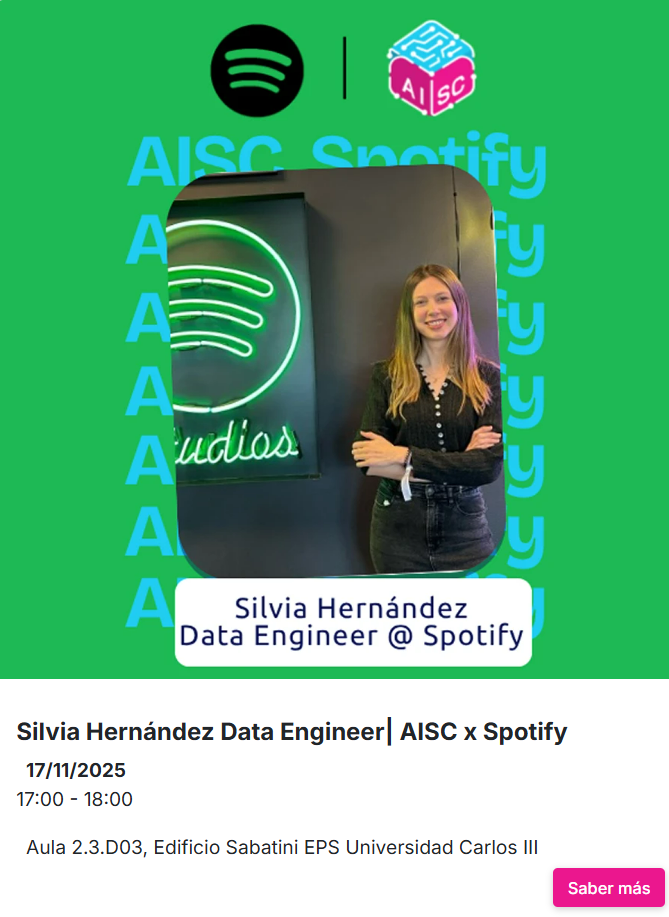 AI SC
AISC Spotify
udios
Silvia Hernández
Data Engineer @ Spotify
Silvia Hernández Data Engineer| AISC x Spotify
17/11/2025
17:00 - 18:00
Aula 2.3.D03, Edificio Sabatini EPS Universidad Carlos III
Saber más